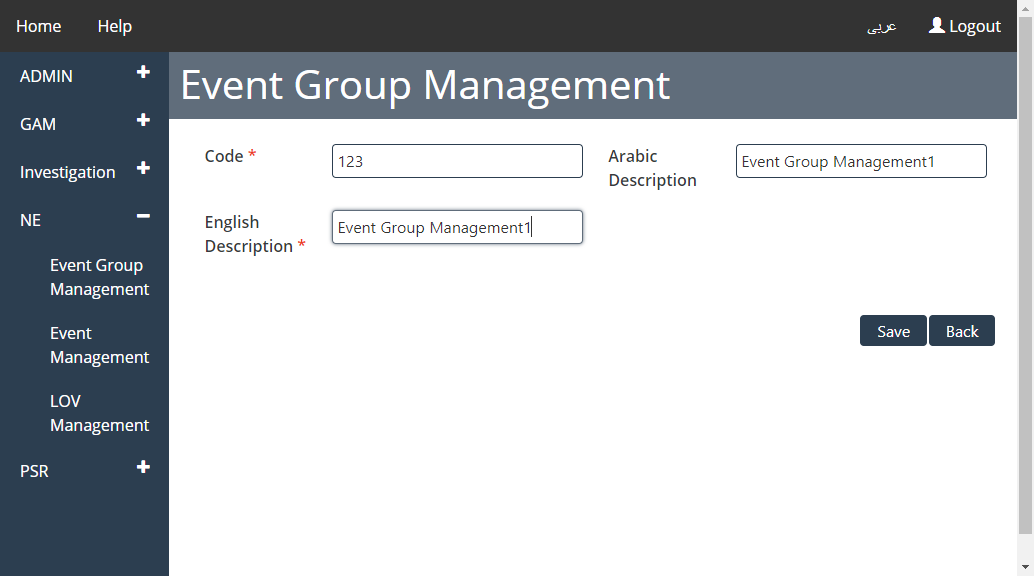 Home Help عربى Logout
ADMIN
GAM
Investigation
NE
Event Group
Management
Event
Management
LOV
Management
PSR
Event Group Management
Code * 123
Arabic
Description
Event Group Management1
English
Description *
Event Group Management1
Save Back